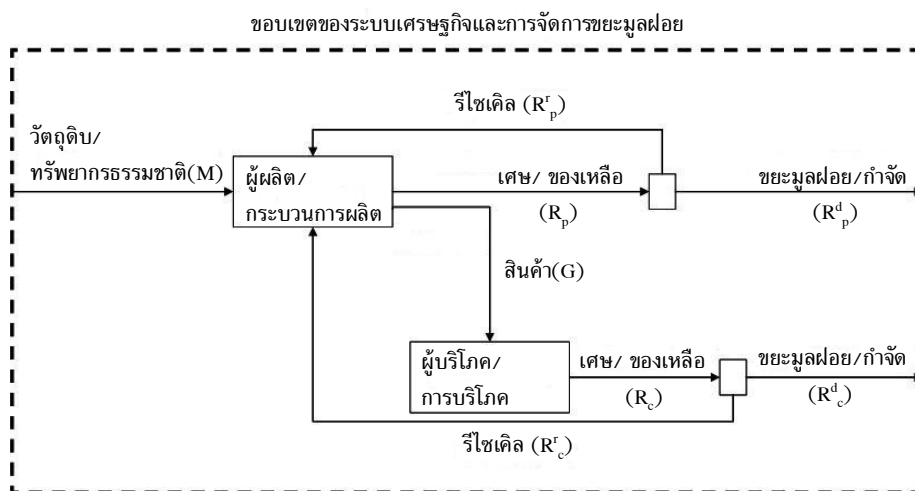 ขอบเขตของระบบเศรษฐกิจและการจัดการขยะมูลฝอย
รีไซเคิล (Rʳₚ)
วัตถุดิบ/
ทรัพยากรธรรมชาติ(M)
ผู้ผลิต/
กระบวนการผลิต
เศษ/ ของเหลือ
(Rₚ)
ขยะมูลฝอย/กำจัด
(Rᵈₚ)
สินค้า(G)
ผู้บริโภค/
การบริโภค
เศษ/ ของเหลือ
(R꜀)
ขยะมูลฝอย/กำจัด
(Rᵈ꜀)
รีไซเคิล (Rʳ꜀)